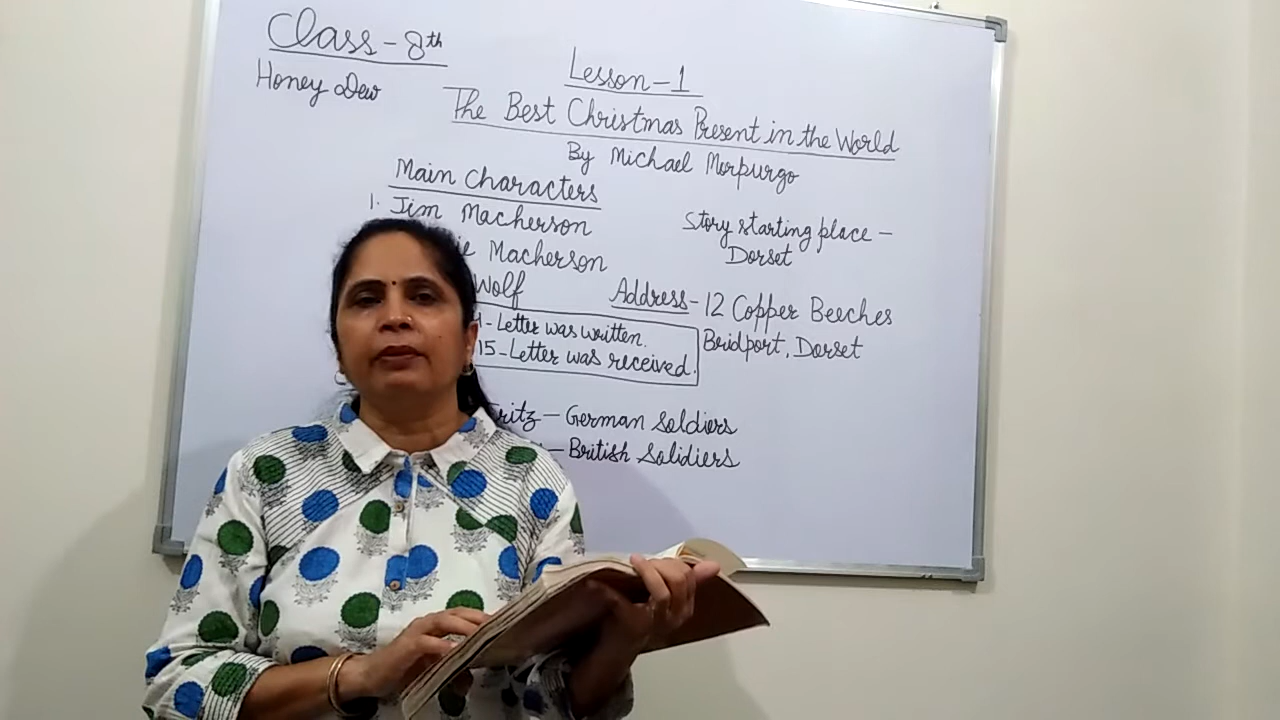 Class - 8th
Honey Dew
Lesson-1
The Best Christmas Present in the World
By Michael Morpurgo
Main Characters
1. Jim Macherson
Macherson
Wolf
Story starting place -
Dorset
Address- 12 Copper Beeches
Bridport, Dorset
- Letter was written.
15-Letter was received.
Fritz - German Soldiers
- British Solidiers